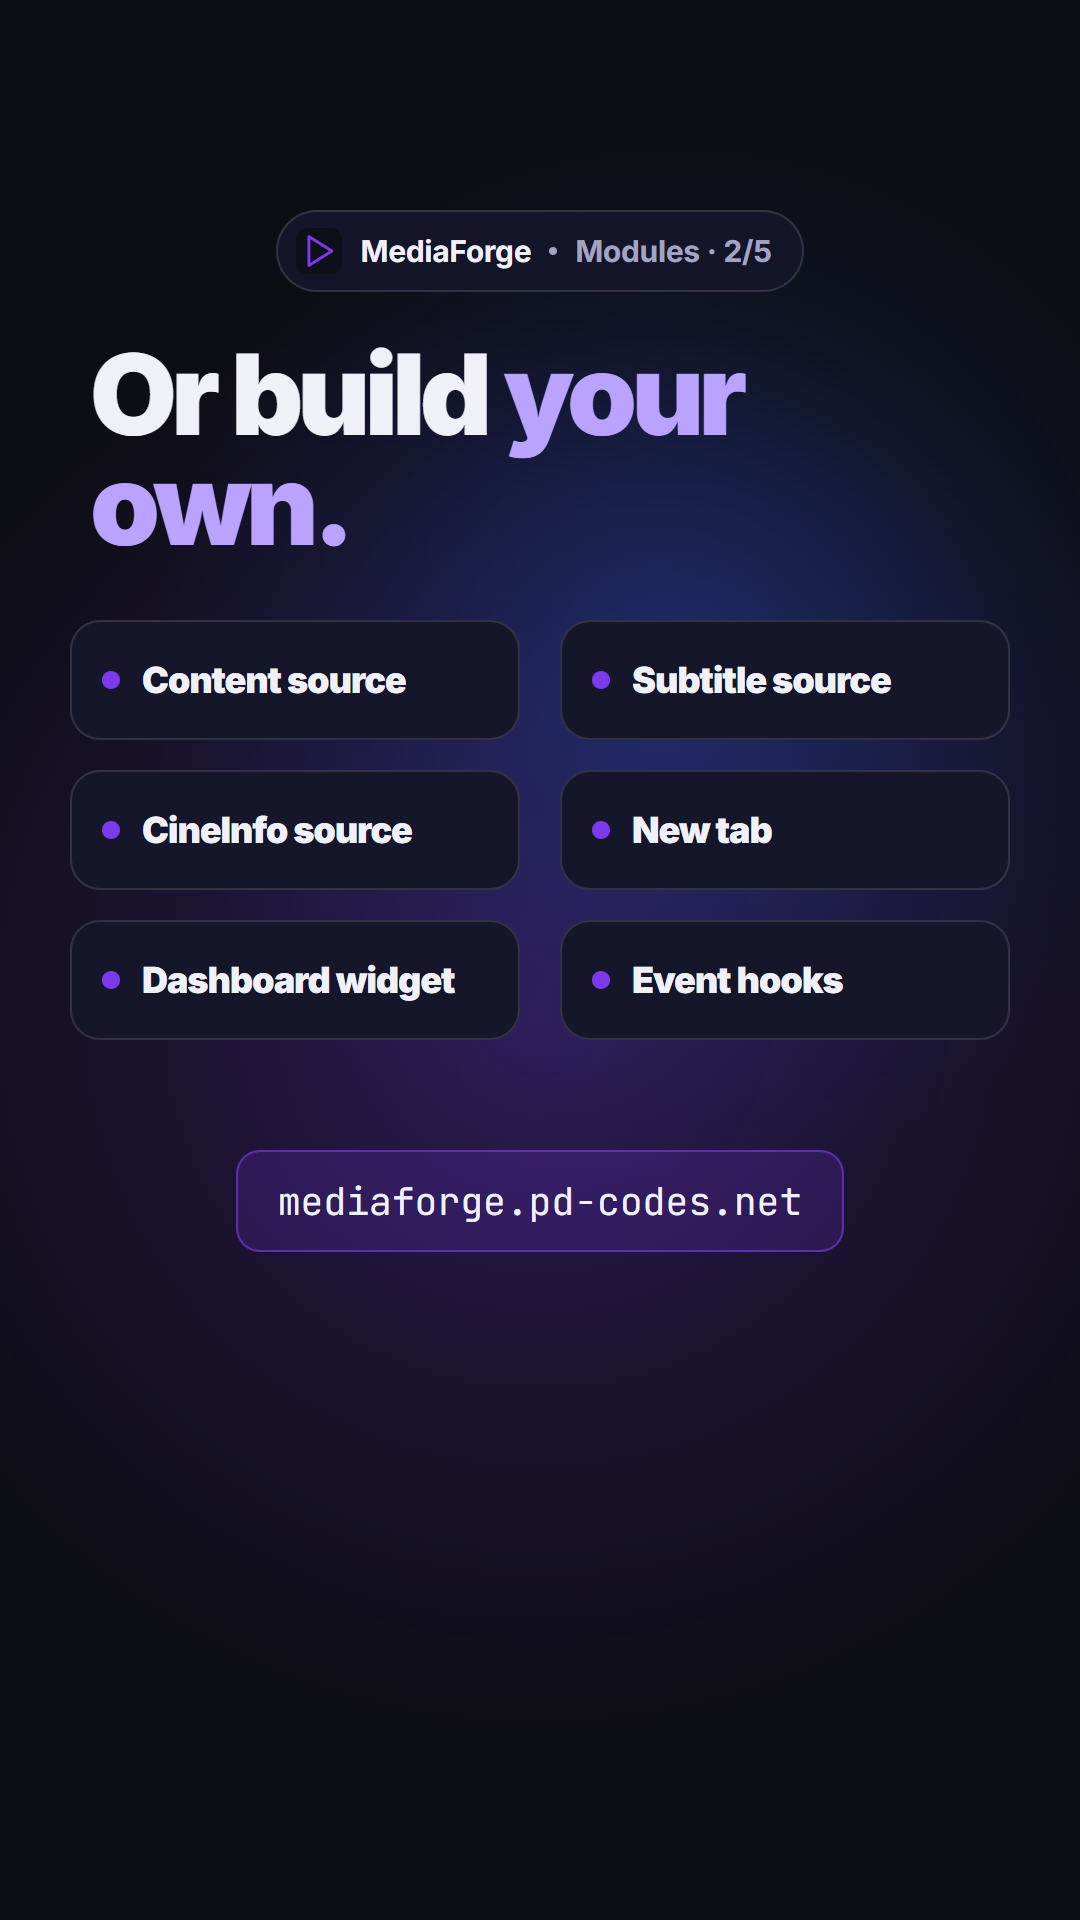 MediaForge • Modules · 2/5
Or build your
own.
Content source
Subtitle source
CineInfo source
New tab
Dashboard widget
Event hooks
mediaforge.pd-codes.net